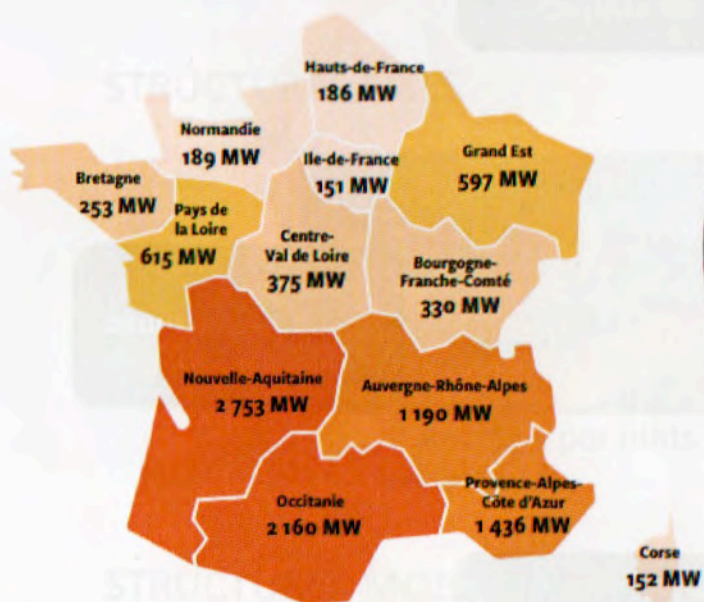 Hauts-de-France
186 MW
Normandie
189 MW
Ile-de-France
151 MW
Grand Est
597 MW
Bretagne
253 MW
Pays de
la Loire
615 MW
Centre-
Val de Loire
375 MW
Bourgogne-
Franche-Comté
330 MW
Nouvelle-Aquitaine
2 753 MW
Auvergne-Rhône-Alpes
1 190 MW
Occitanie
2 160 MW
Provence-Alpes-
Côte d'Azur
1 436 MW
Corse
152 MW